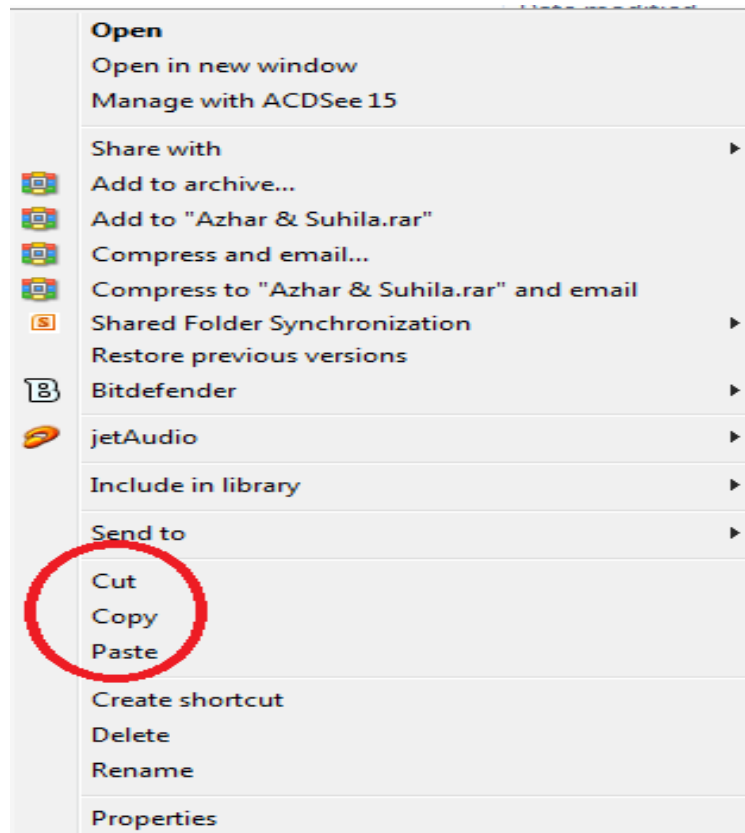 Open
Open in new window
Manage with ACDSee 15
Share with
Add to archive...
Add to "Azhar & Suhila.rar"
Compress and email...
Compress to "Azhar & Suhila.rar" and email
Shared Folder Synchronization
Restore previous versions
Bitdefender
jetAudio
Include in library
Send to
Cut
Copy
Paste
Create shortcut
Delete
Rename
Properties